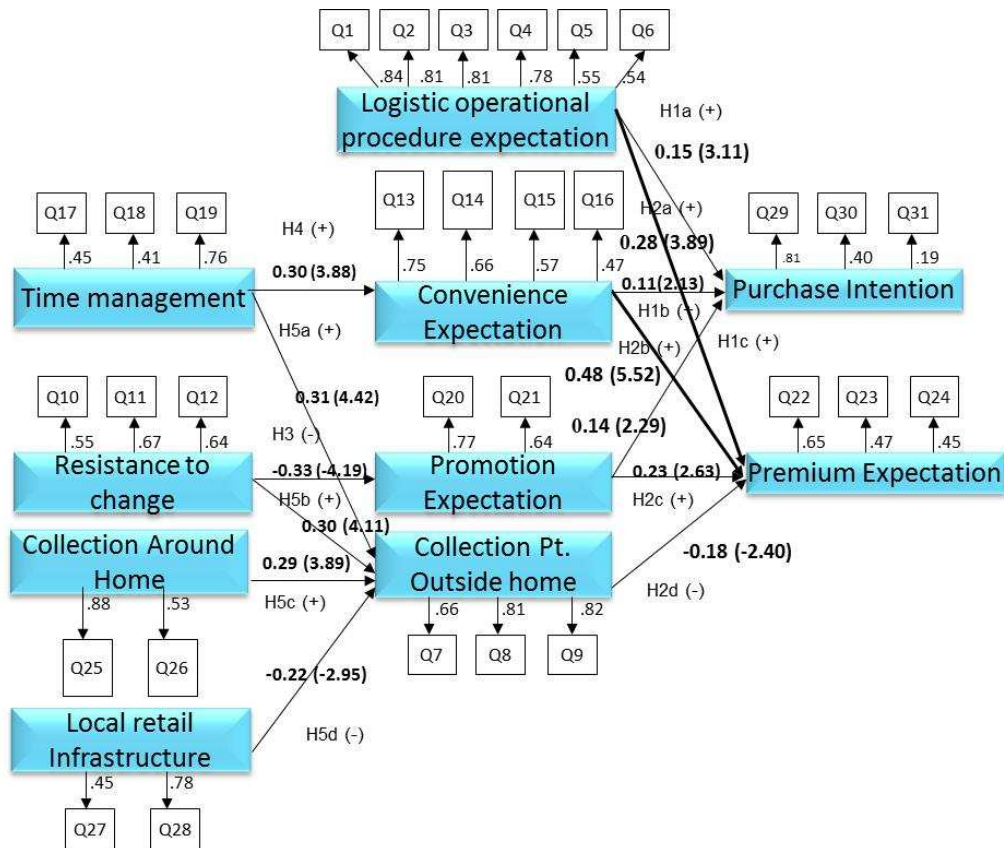 Q1 Q2 Q3 Q4 Q5 Q6
.84 .81 .81 .78 .55 .54
Logistic operational
procedure expectation
H1a (+)
0.15 (3.11)
Q17 Q18 Q19
.45 .41 .76
Time management
H4 (+)
0.30 (3.88)
H5a (+)
Q13 Q14 Q15 Q16
.75 .66 .57 .47
Convenience
Expectation
H2a (+)
0.28 (3.89)
0.11(2.13)
H1b (+)
H2b (+)
H1c (+)
Q29 Q30 Q31
.81 .40 .19
Purchase Intention
0.48 (5.52)
0.14 (2.29)
0.31 (4.42)
Q10 Q11 Q12
.55 .67 .64
Resistance to
change
H3 (-)
-0.33 (-4.19)
H5b (+)
0.30 (4.11)
Q20 Q21
.77 .64
Promotion
Expectation
0.23 (2.63)
H2c (+)
Q22 Q23 Q24
.65 .47 .45
Premium Expectation
-0.18 (-2.40)
H2d (-)
Collection Around
Home
.88 .53
Q25 Q26
0.29 (3.89)
H5c (+)
Collection Pt.
Outside home
.66 .81 .82
Q7 Q8 Q9
-0.22 (-2.95)
H5d (-)
Local retail
Infrastructure
.45 .78
Q27 Q28